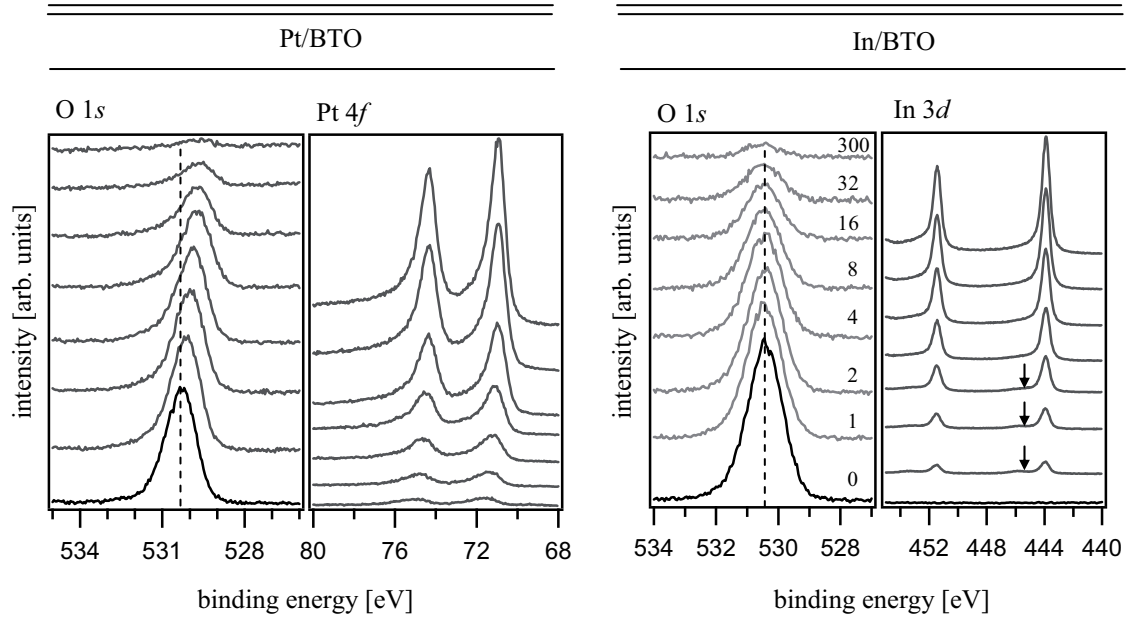 Pt/BTO
In/BTO
O 1s
Pt 4f
O 1s
In 3d
intensity [arb. units]
intensity [arb. units]
300
32
16
8
4
2
1
0
534 531 528 80 76 72 68
534 532 530 528 452 448 444 440
binding energy [eV]
binding energy [eV]